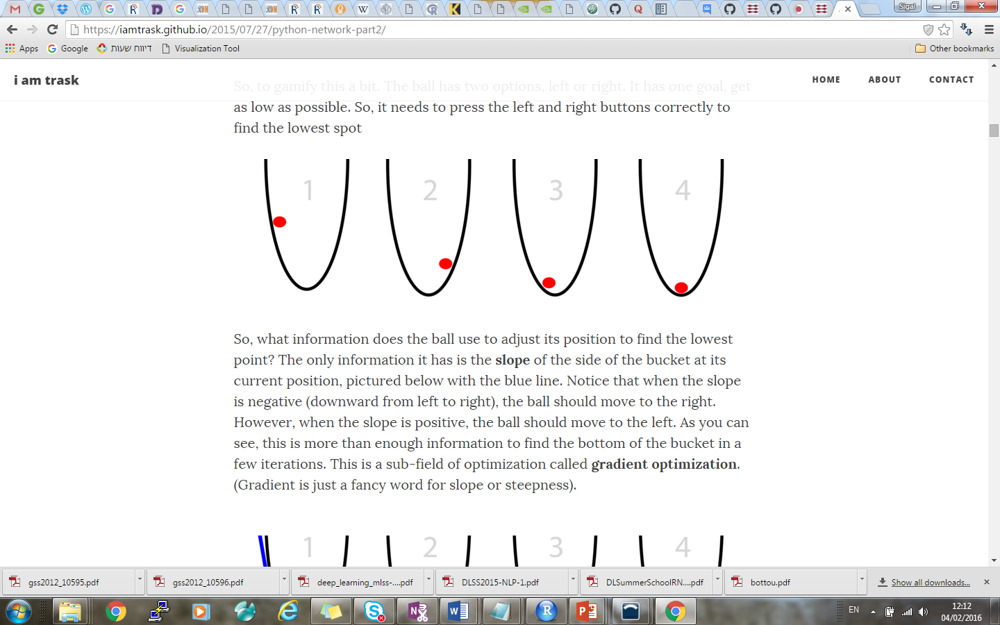 Sigal
https://iamtrask.github.io/2015/07/27/python-network-part2/
Apps Google דיווח שעות Visualization Tool Other bookmarks
i am trask HOME ABOUT CONTACT
So, to gamify this a bit. The ball has two options, left or right. It has one goal, get
as low as possible. So, it needs to press the left and right buttons correctly to
find the lowest spot
1 2 3 4
So, what information does the ball use to adjust its position to find the lowest
point? The only information it has is the slope of the side of the bucket at its
current position, pictured below with the blue line. Notice that when the slope
is negative (downward from left to right), the ball should move to the right.
However, when the slope is positive, the ball should move to the left. As you can
see, this is more than enough information to find the bottom of the bucket in a
few iterations. This is a sub-field of optimization called gradient optimization.
(Gradient is just a fancy word for slope or steepness).
1 2 3 4
gss2012_10595.pdf gss2012_10596.pdf deep_learning_mlss-....pdf DLSS2015-NLP-1.pdf DLSummerSchoolRN....pdf bottou.pdf Show all downloads...
EN 12:12
04/02/2016